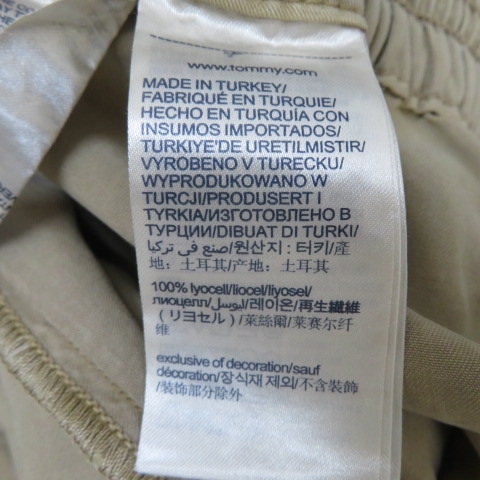 www.tommy.com
MADE IN TURKEY/
FABRIQUÉ EN TURQUIE/
HECHO EN TURQUÍA CON
INSUMOS IMPORTADOS/
TURKIYE'DE URETILMISTIR/
VYROBENO V TURECKU/
WYPRODUKOWANO W
TURCJI/PRODUSERT I
TYRKIA/ИЗГОТОВЛЕНО В
ТУРЦИИ/DIBUAT DI TURKI/
صنع في تركيا/원산지 : 터키/產
地: 土耳其/产地: 土耳其
100% lyocell/liocel/liyosel/
лиоцелл/ليوسل/레이온/再生纖維
(リヨセル)/萊絲爾/莱赛尔纤
维
exclusive of decoration/sauf
décoration/장식재 제외/不含裝飾
/装饰部分除外